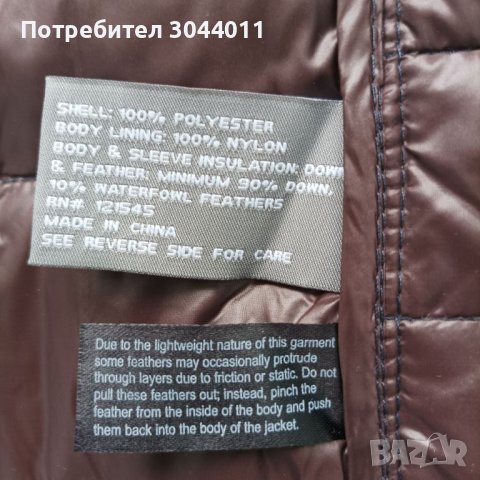 Потребител 3044011
SHELL: 100% POLYESTER
BODY LINING: 100% NYLON
BODY & SLEEVE INSULATION: DOWN
& FEATHER: MINIMUM 90% DOWN,
10% WATERFOWL FEATHERS
RN# 121545
MADE IN CHINA
SEE REVERSE SIDE FOR CARE
Due to the lightweight nature of this garment
some feathers may occasionally protrude
through layers due to friction or static. Do not
pull these feathers out; instead, pinch the
feather from the inside of the body and push
them back into the body of the jacket.
BAZAR